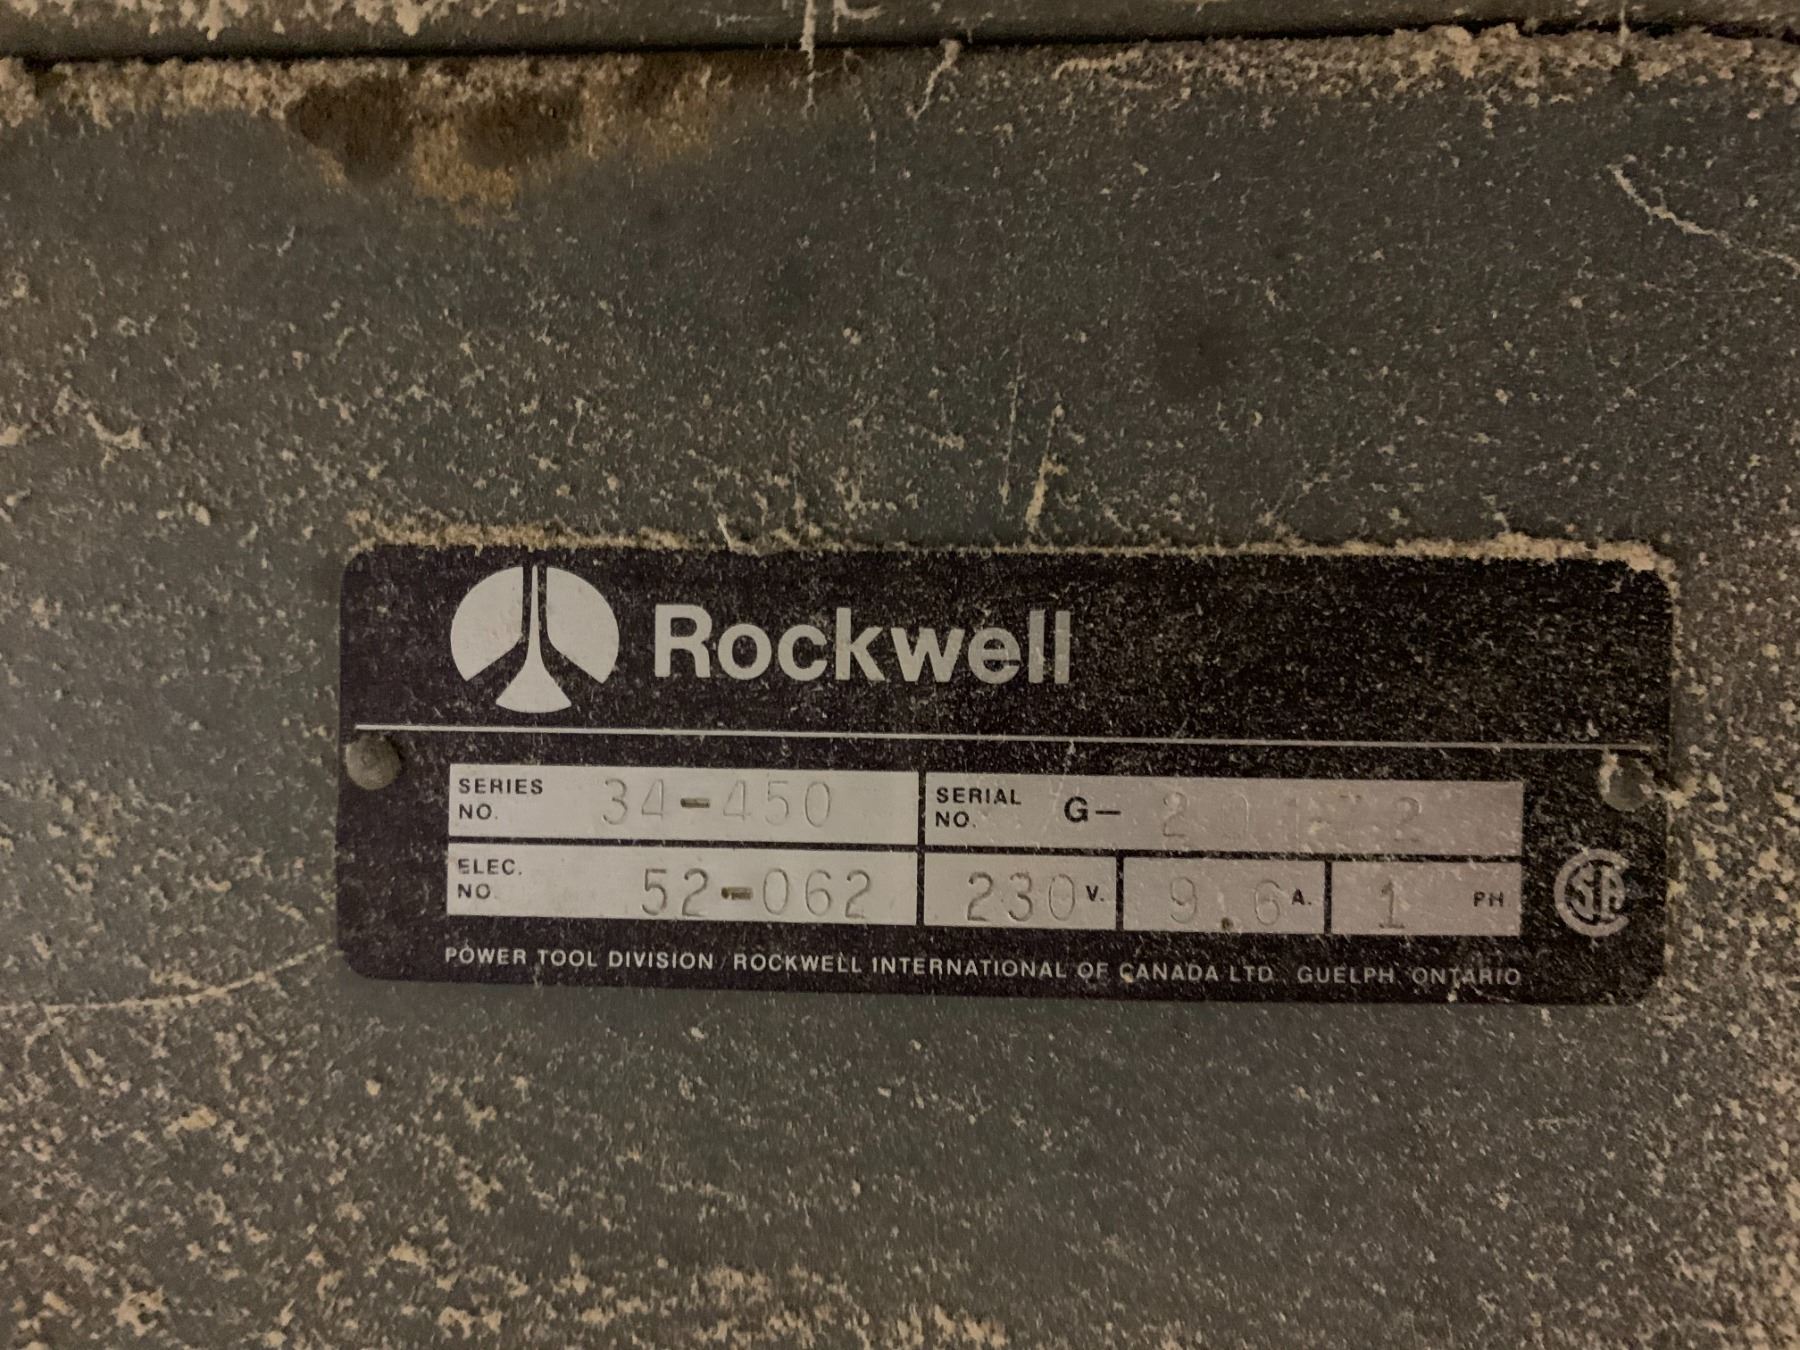 Rockwell
SERIES NO. 34-450
SERIAL NO. G-
ELEC. NO. 52-062 230 V. 9.6 A. 1 PH
POWER TOOL DIVISION / ROCKWELL INTERNATIONAL OF CANADA LTD. GUELPH, ONTARIO